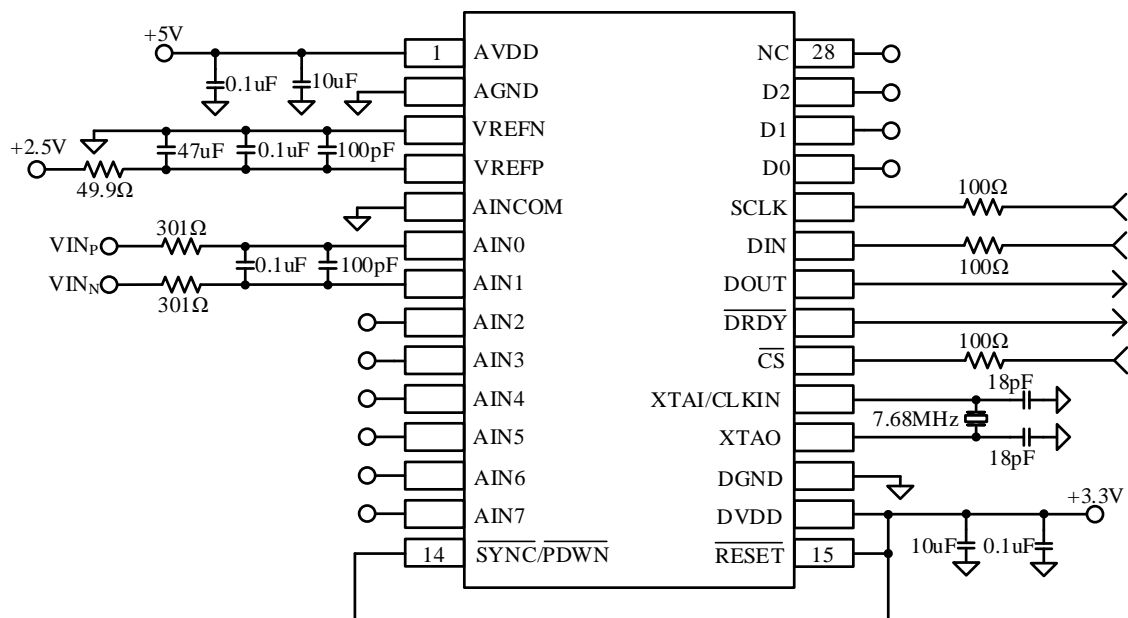 +5V
1
AVDD
0.1uF
10uF
AGND
VREFN
+2.5V
47uF
0.1uF
100pF
49.9Ω
VREFP
AINCOM
301Ω
VINP
AIN0
0.1uF
100pF
VINN
AIN1
301Ω
AIN2
AIN3
AIN4
AIN5
AIN6
AIN7
14
SYNC/PDWN
NC
28
D2
D1
D0
100Ω
SCLK
DIN
100Ω
DOUT
DRDY
100Ω
CS
18pF
XTAI/CLKIN
7.68MHz
XTAO
18pF
DGND
+3.3V
DVDD
10uF
0.1uF
RESET
15